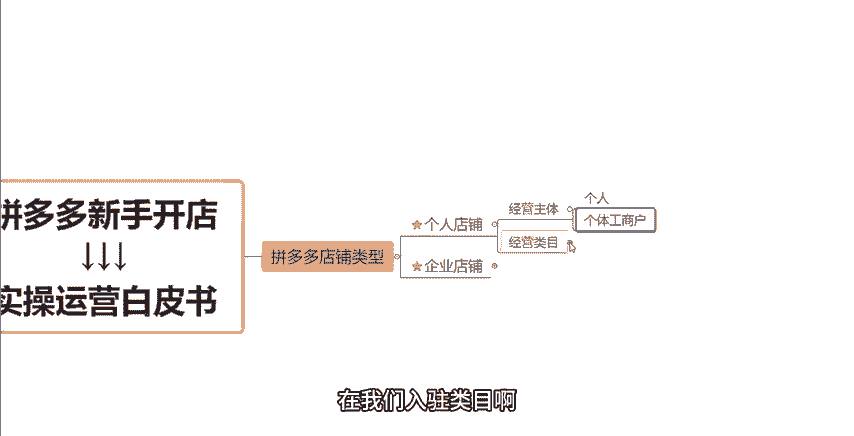 拼多多新手开店
↓↓↓
实操运营白皮书
拼多多店铺类型
个人店铺
经营主体
个人
个体工商户
经营类目
企业店铺
在我们入驻类目啊